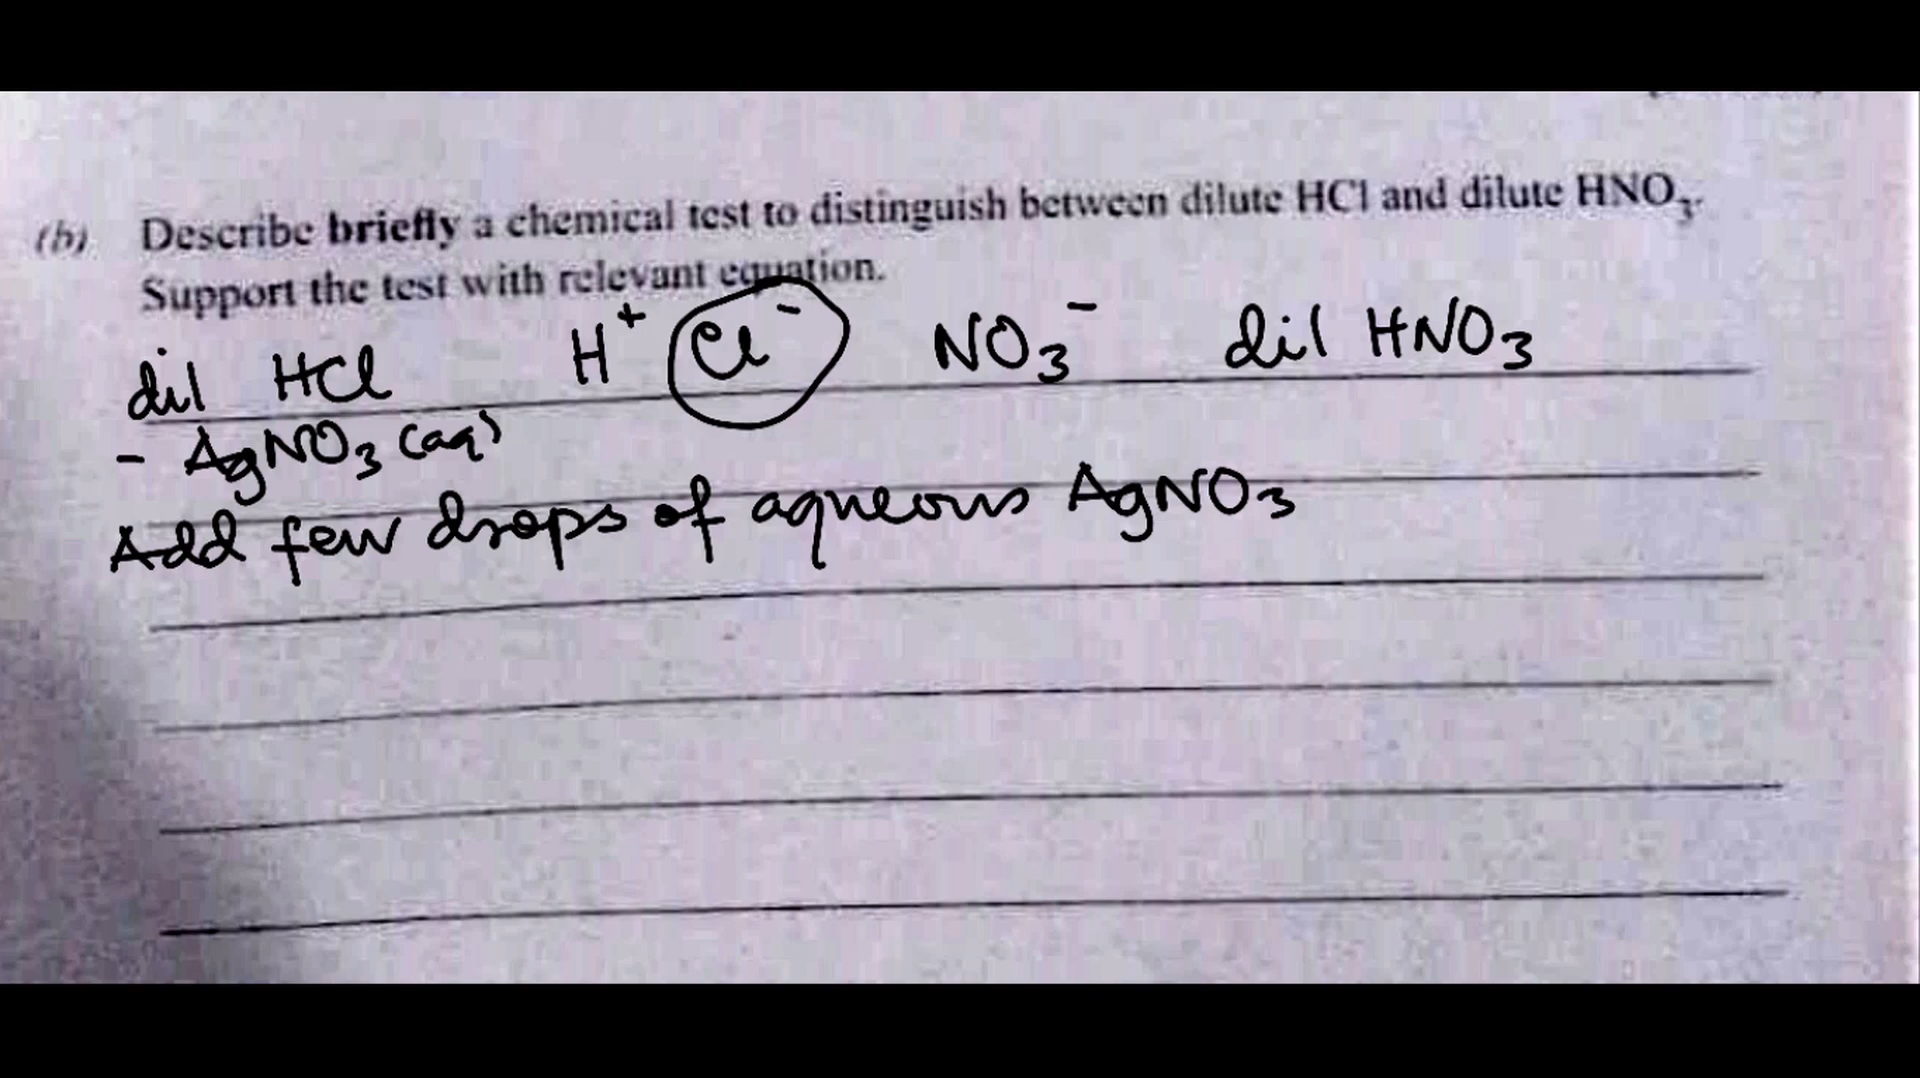 (b) Describe briefly a chemical test to distinguish between dilute HCl and dilute HNO₃.
Support the test with relevant equation.
dil HCl H⁺ Cl⁻ NO₃⁻ dil HNO₃
- AgNO₃ (aq)
Add few drops of aqueous AgNO₃